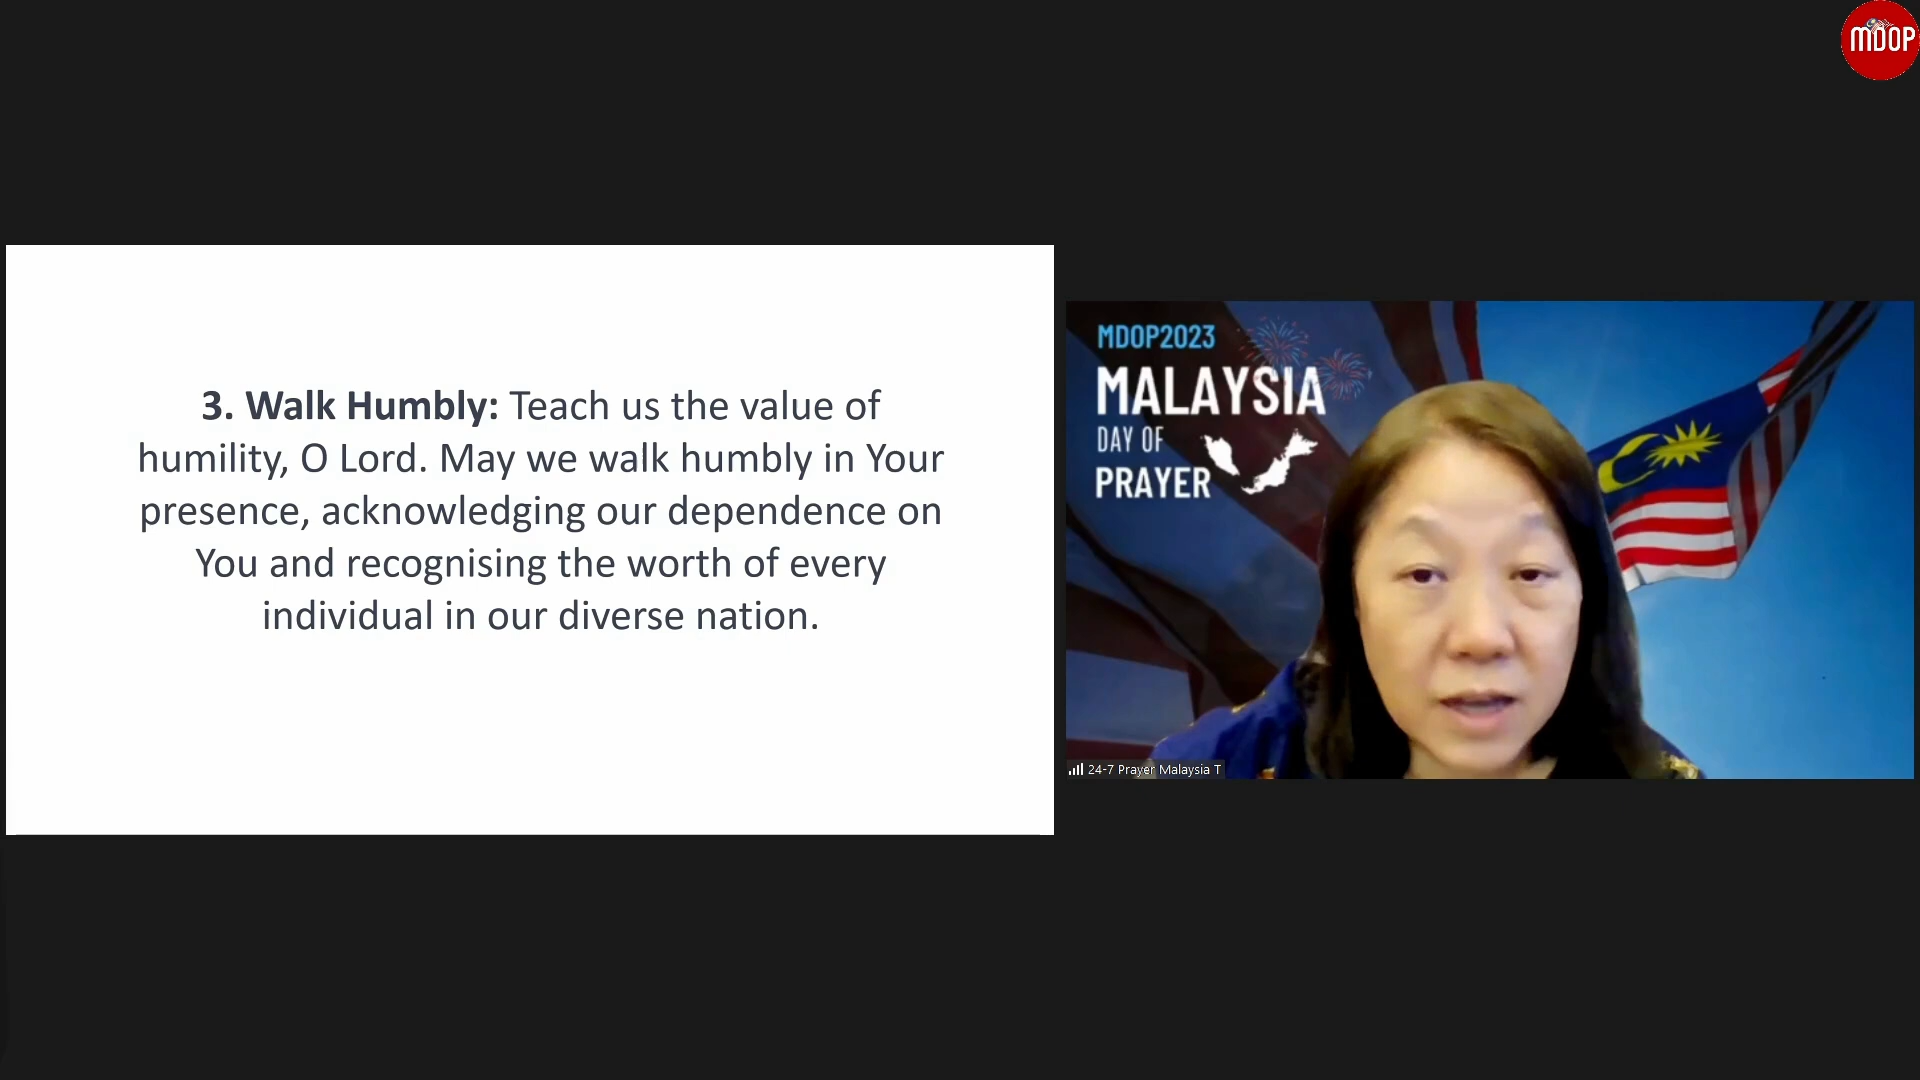 MDOP
3. Walk Humbly: Teach us the value of
humility, O Lord. May we walk humbly in Your
presence, acknowledging our dependence on
You and recognising the worth of every
individual in our diverse nation.
MDOP2023
MALAYSIA
DAY OF
PRAYER
24-7 Prayer Malaysia T